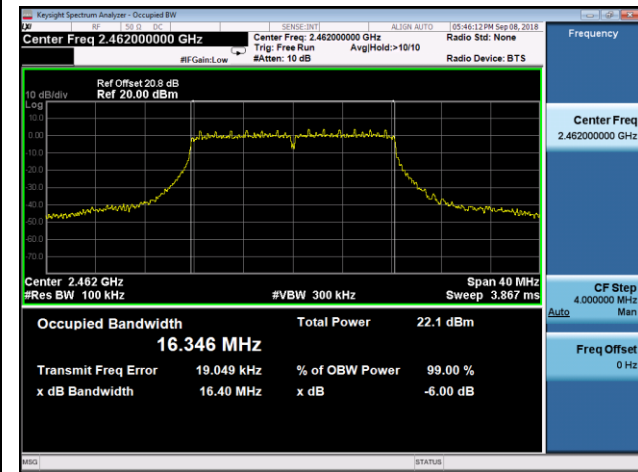 Keysight Spectrum Analyzer - Occupied BW
RF 50 Ω DC SENSE:INT ALIGN AUTO 05:46:12 PM Sep 08, 2018
Center Freq 2.462000000 GHz Center Freq: 2.462000000 GHz Radio Std: None
Trig: Free Run Avg|Hold:>10/10
#IFGain:Low #Atten: 10 dB Radio Device: BTS
Frequency
Ref Offset 20.8 dB
10 dB/div Ref 20.00 dBm
Log
10.0
0.00
-10.0
-20.0
-30.0
-40.0
-50.0
-60.0
-70.0
Center 2.462 GHz Span 40 MHz
#Res BW 100 kHz #VBW 300 kHz Sweep 3.867 ms
Occupied Bandwidth Total Power 22.1 dBm
16.346 MHz
Transmit Freq Error 19.049 kHz % of OBW Power 99.00 %
x dB Bandwidth 16.40 MHz x dB -6.00 dB
Center Freq
2.462000000 GHz
CF Step
4.000000 MHz
Auto Man
Freq Offset
0 Hz
MSG STATUS